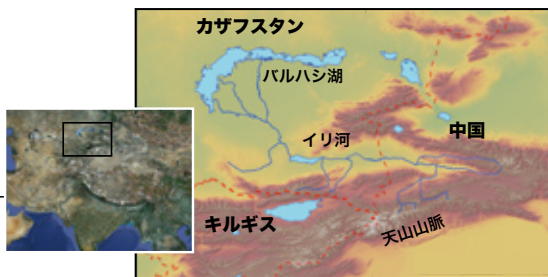 カザフスタン
バルハシ湖
イリ河
中国
キルギス
天山山脈